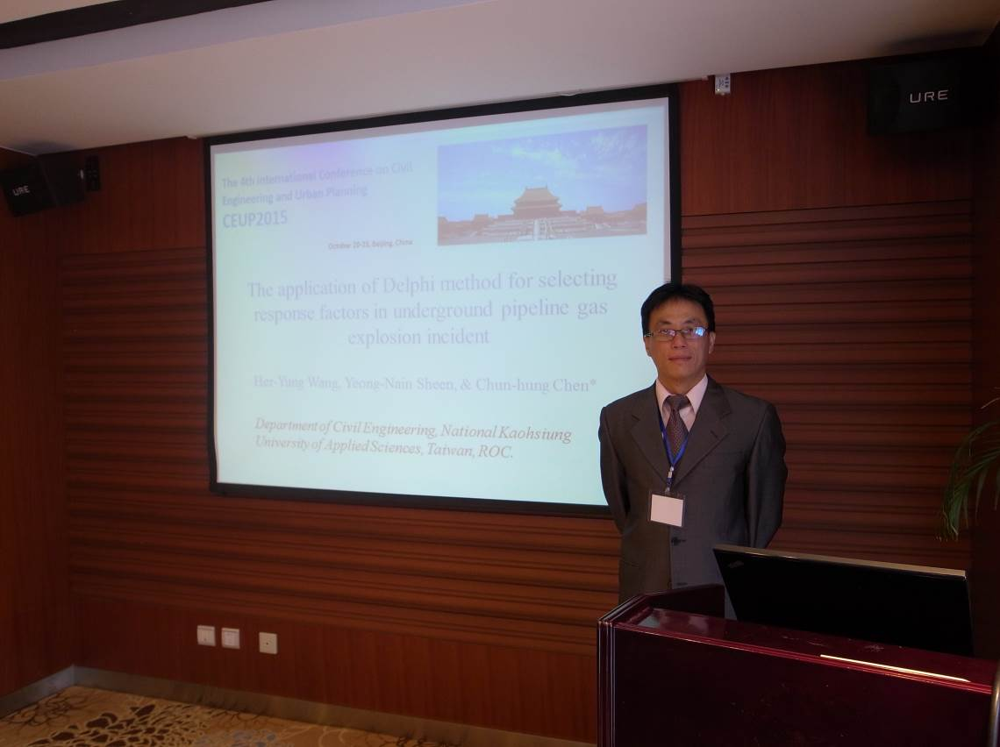 The 4th International Conference on Civil
Engineering and Urban Planning
CEUP2015
October 20-23, Beijing, China
The application of Delphi method for selecting
response factors in underground pipeline gas
explosion incident
Her-Yung Wang, Yeong-Nain Sheen, & Chun-hung Chen*
Department of Civil Engineering, National Kaohsiung
University of Applied Sciences, Taiwan, ROC.
URE
URE